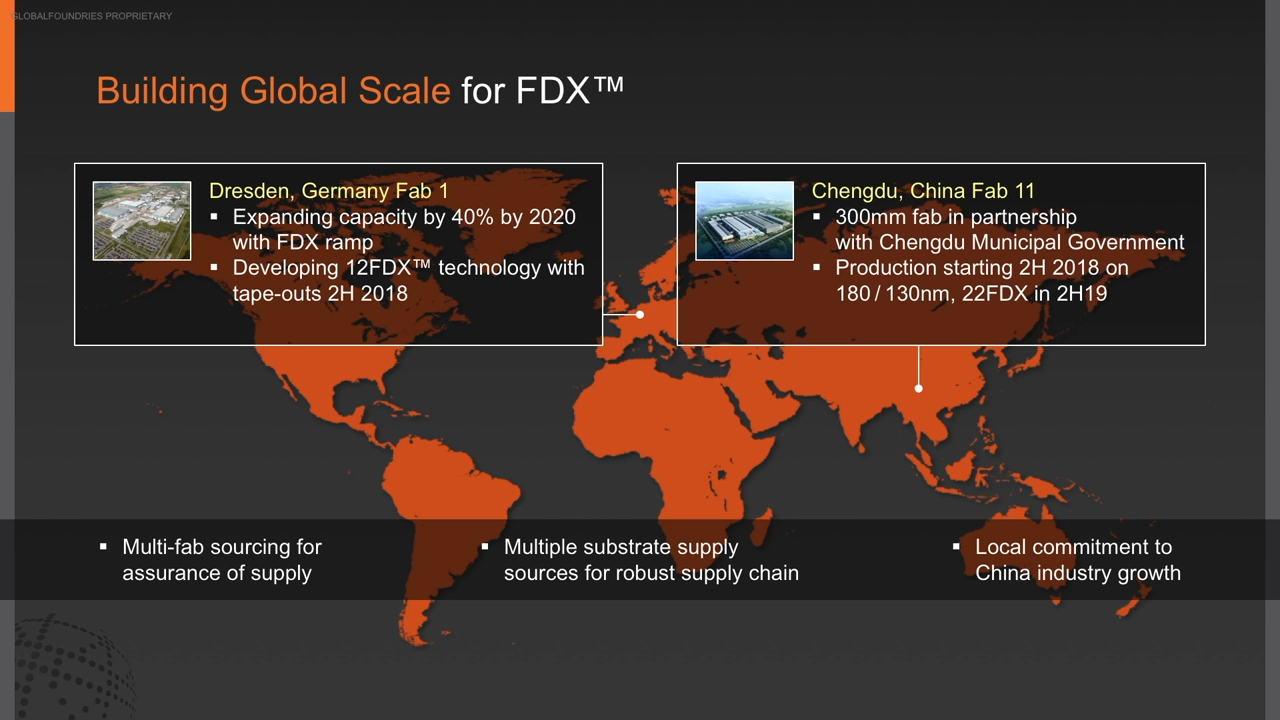 GLOBALFOUNDRIES PROPRIETARY
Building Global Scale for FDX™
Dresden, Germany Fab 1
▪ Expanding capacity by 40% by 2020
with FDX ramp
▪ Developing 12FDX™ technology with
tape-outs 2H 2018
Chengdu, China Fab 11
▪ 300mm fab in partnership
with Chengdu Municipal Government
▪ Production starting 2H 2018 on
180 / 130nm, 22FDX in 2H19
▪ Multi-fab sourcing for
assurance of supply
▪ Multiple substrate supply
sources for robust supply chain
▪ Local commitment to
China industry growth